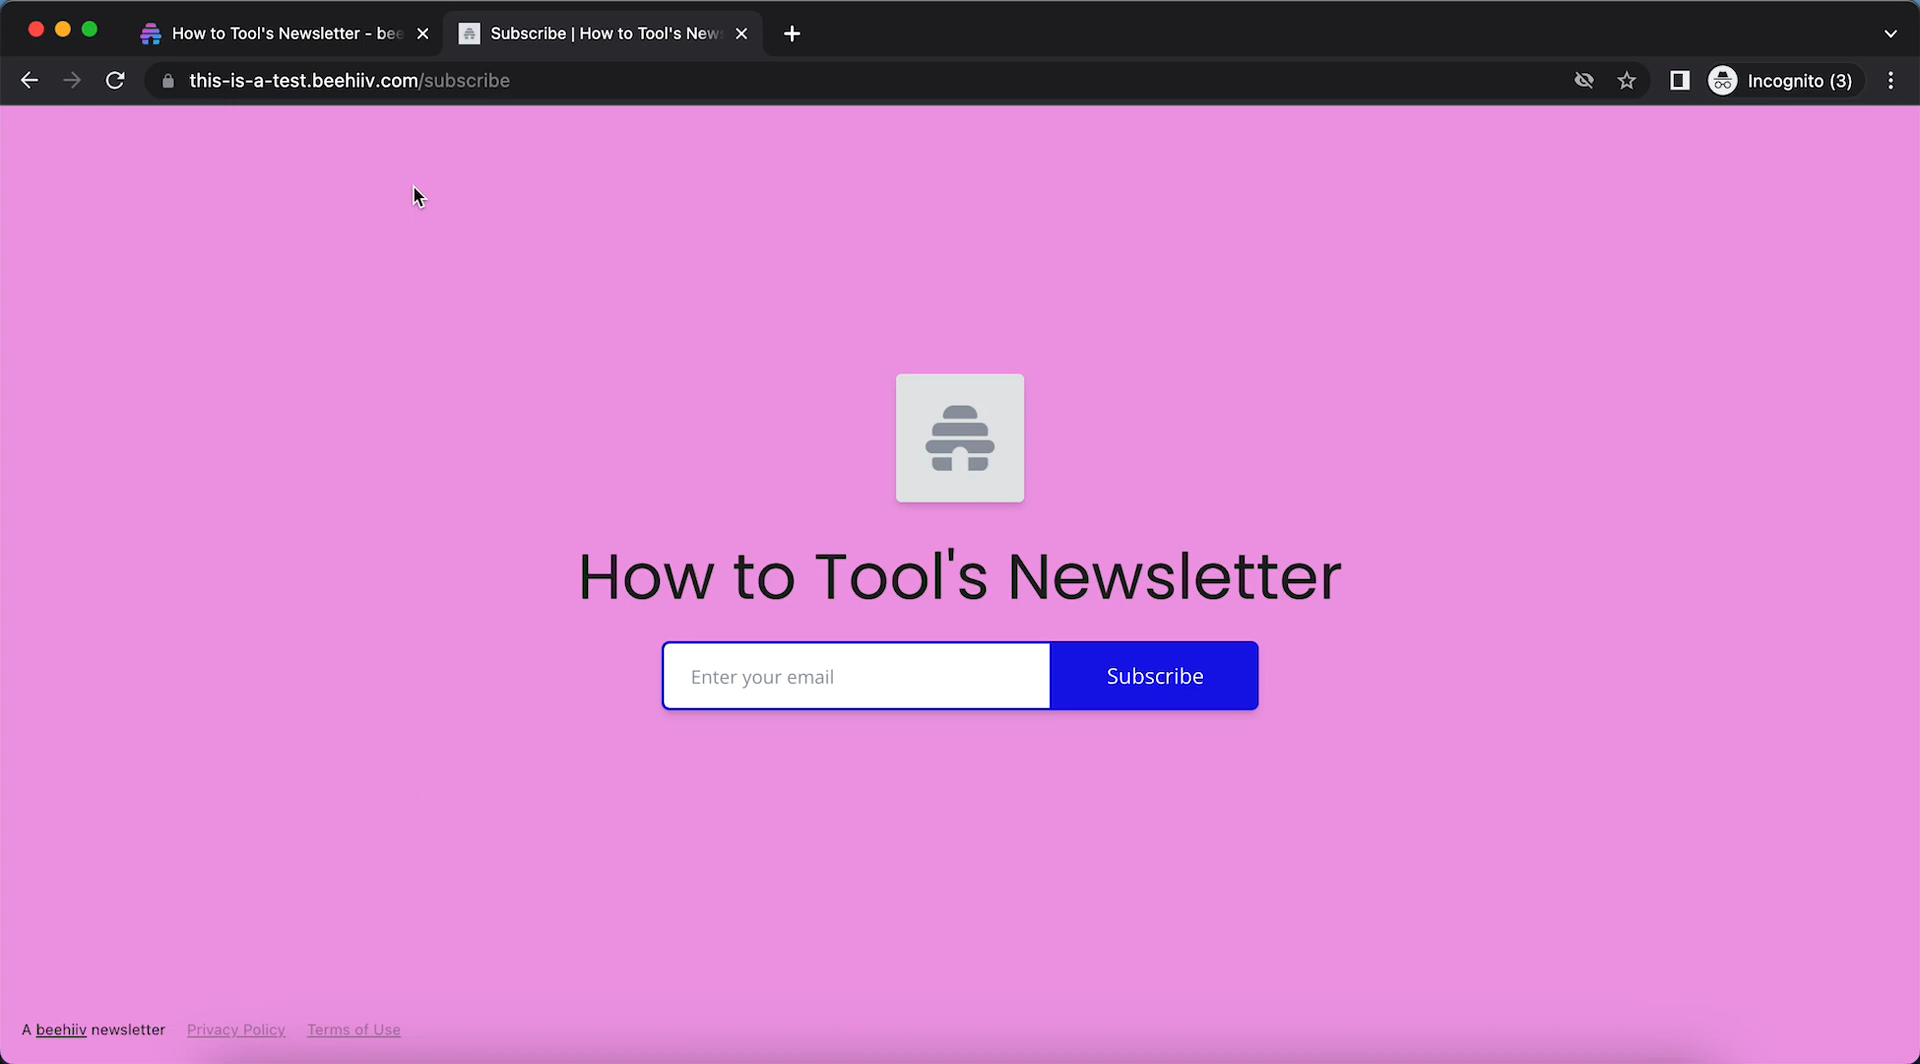 How to Tool's Newsletter - bee
Subscribe | How to Tool's News
this-is-a-test.beehiiv.com/subscribe
Incognito (3)
How to Tool's Newsletter
Enter your email
Subscribe
A beehiiv newsletter
Privacy Policy
Terms of Use